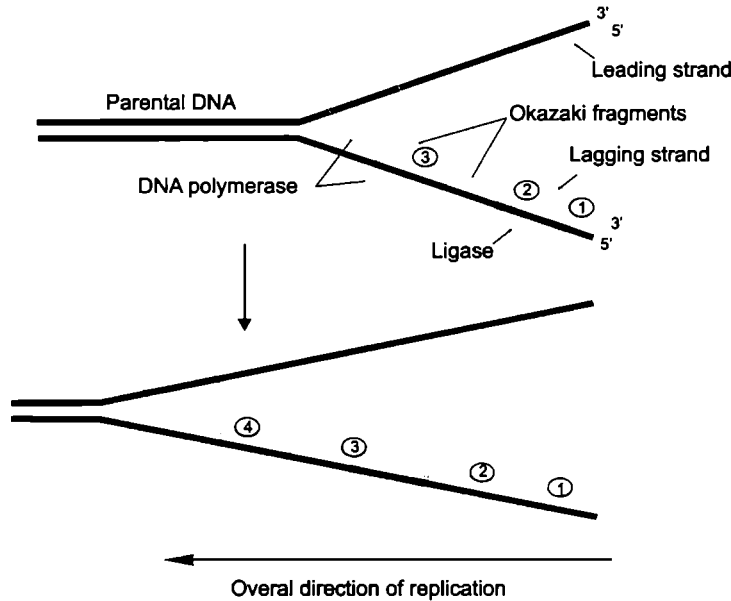 3'
5'
Leading strand
Parental DNA
Okazaki fragments
③
Lagging strand
DNA polymerase
②
①
3'
5'
Ligase
④
③
②
①
Overal direction of replication